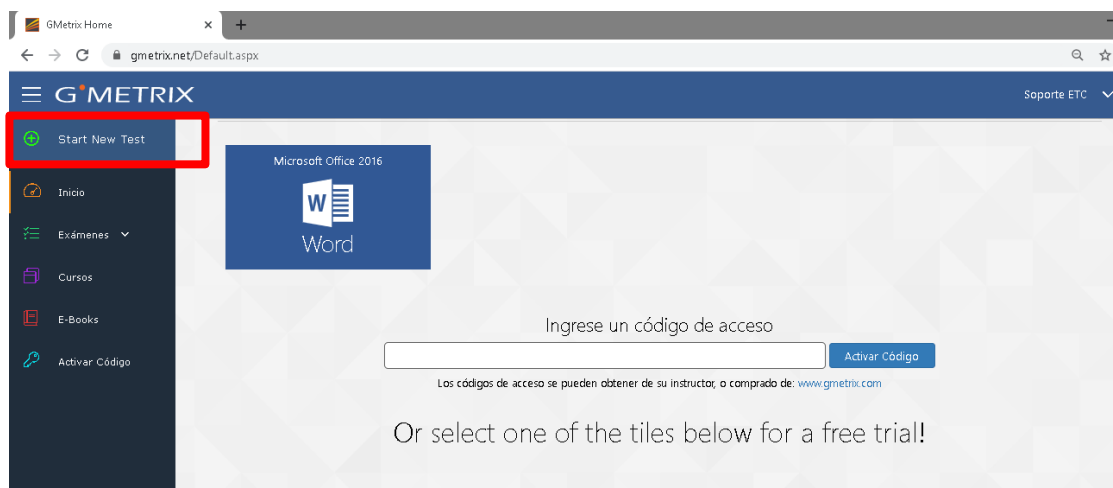 GMetrix Home
gmetrix.net/Default.aspx
G METRIX
Soporte ETC
Start New Test
Microsoft Office 2016
W
Word
Inicio
Exámenes
Cursos
E-Books
Activar Código
Ingrese un código de acceso
Activar Código
Los códigos de acceso se pueden obtener de su instructor, o comprado de: www.gmetrix.com
Or select one of the tiles below for a free trial!